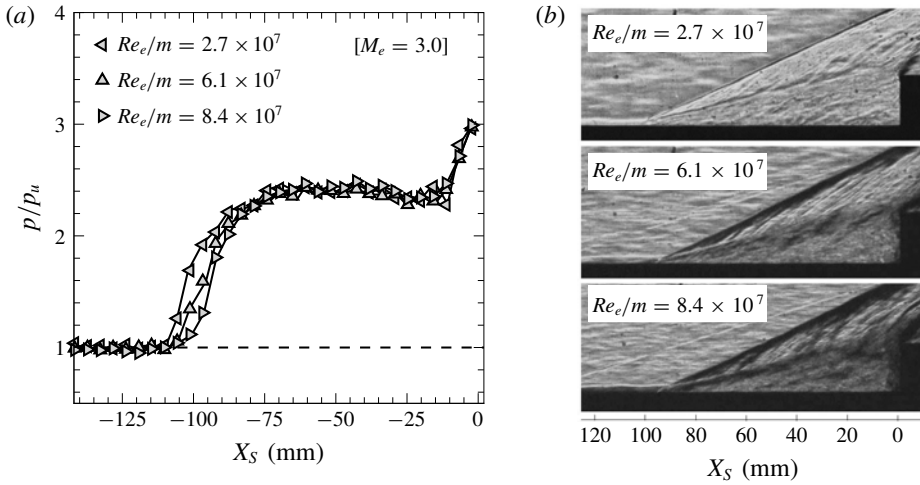 (a)
4
3
2
1
p/p_u
Re_e/m = 2.7 × 10^7
Re_e/m = 6.1 × 10^7
Re_e/m = 8.4 × 10^7
[M_e = 3.0]
−125 −100 −75 −50 −25 0
X_S (mm)
(b)
Re_e/m = 2.7 × 10^7
Re_e/m = 6.1 × 10^7
Re_e/m = 8.4 × 10^7
120 100 80 60 40 20 0
X_S (mm)